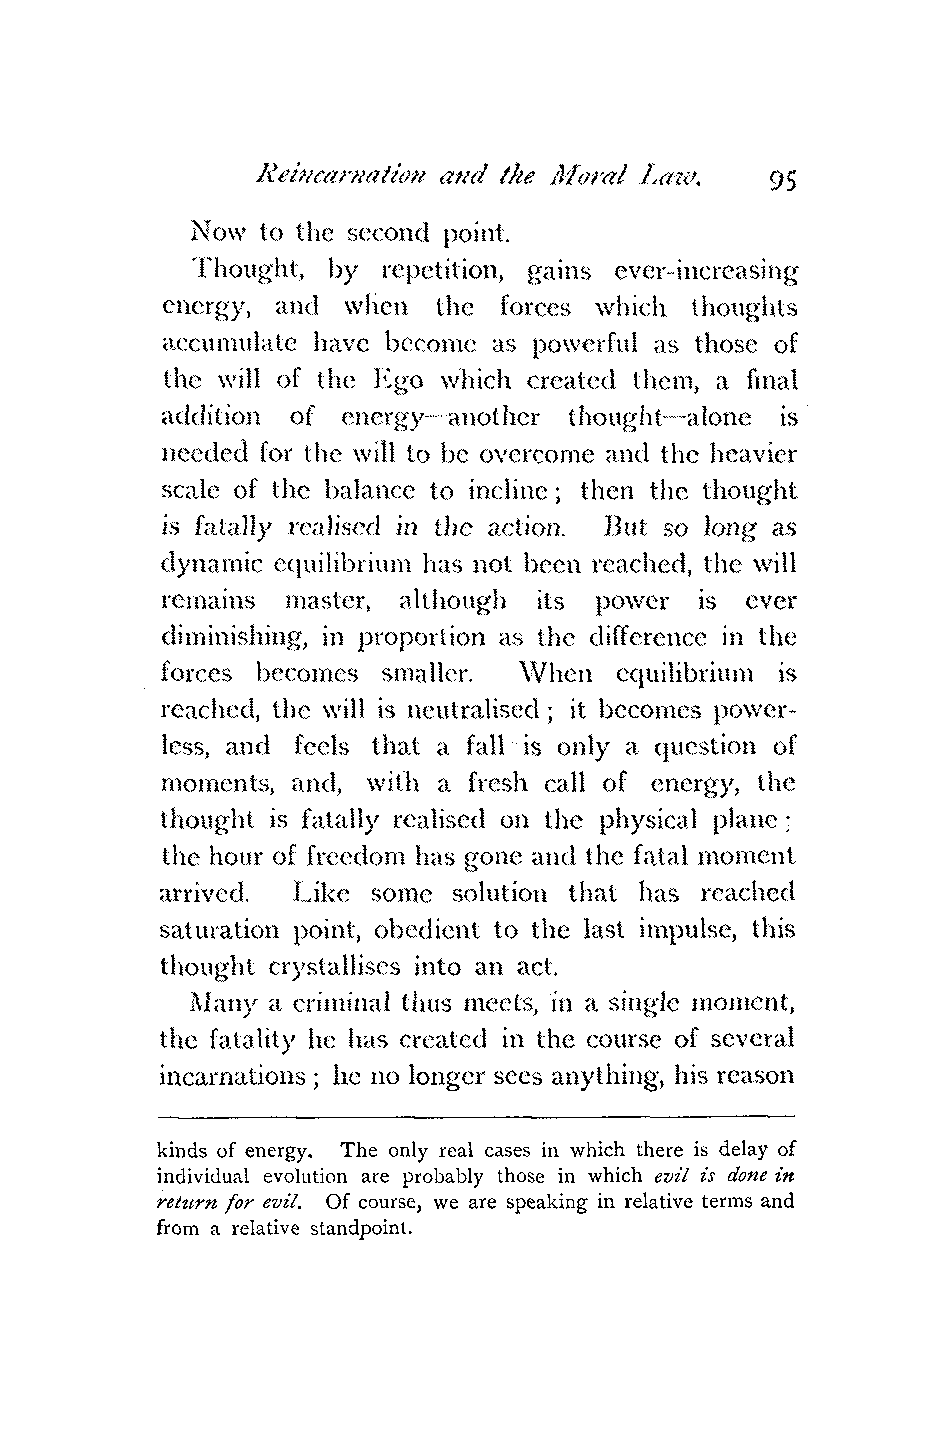 Reincarnation and the Moral Law. 95
Now to the second point.
Thought, by repetition, gains ever-increasing
energy, and when the forces which thoughts
accumulate have become as powerful as those of
the will of the Ego which created them, a final
addition of energy—another thought—alone is
needed for the will to be overcome and the heavier
scale of the balance to incline; then the thought
is fatally realised in the action. But so long as
dynamic equilibrium has not been reached, the will
remains master, although its power is ever
diminishing, in proportion as the difference in the
forces becomes smaller. When equilibrium is
reached, the will is neutralised; it becomes power-
less, and feels that a fall is only a question of
moments, and, with a fresh call of energy, the
thought is fatally realised on the physical plane;
the hour of freedom has gone and the fatal moment
arrived. Like some solution that has reached
saturation point, obedient to the last impulse, this
thought crystallises into an act.
Many a criminal thus meets, in a single moment,
the fatality he has created in the course of several
incarnations; he no longer sees anything, his reason
kinds of energy. The only real cases in which there is delay of
individual evolution are probably those in which evil is done in
return for evil. Of course, we are speaking in relative terms and
from a relative standpoint.